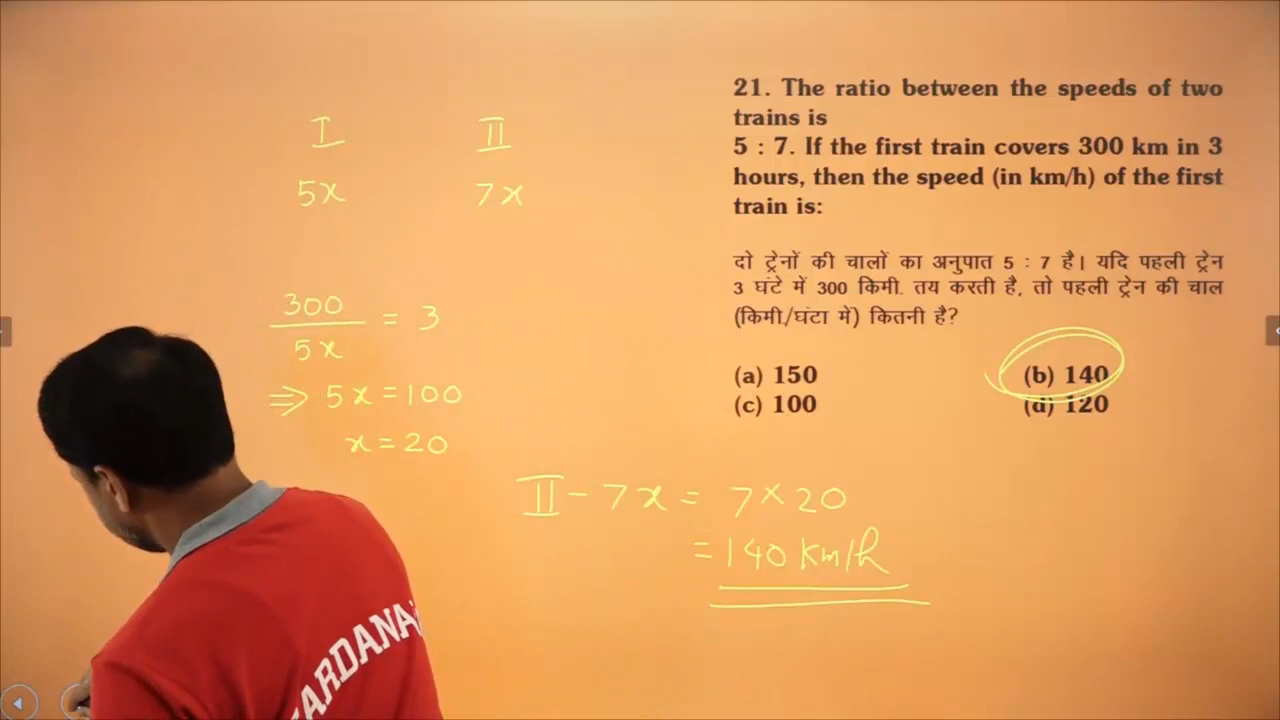 I II
5x 7x
300
5x
= 3
⇒ 5x = 100
x = 20
II - 7x = 7 × 20
= 140 km/h
21. The ratio between the speeds of two
trains is
5 : 7. If the first train covers 300 km in 3
hours, then the speed (in km/h) of the first
train is:
दो ट्रेनों की चालों का अनुपात 5 : 7 है। यदि पहली ट्रेन
3 घंटे में 300 किमी. तय करती है, तो पहली ट्रेन की चाल
(किमी./घंटा में) कितनी है?
(a) 150 (b) 140
(c) 100 (d) 120